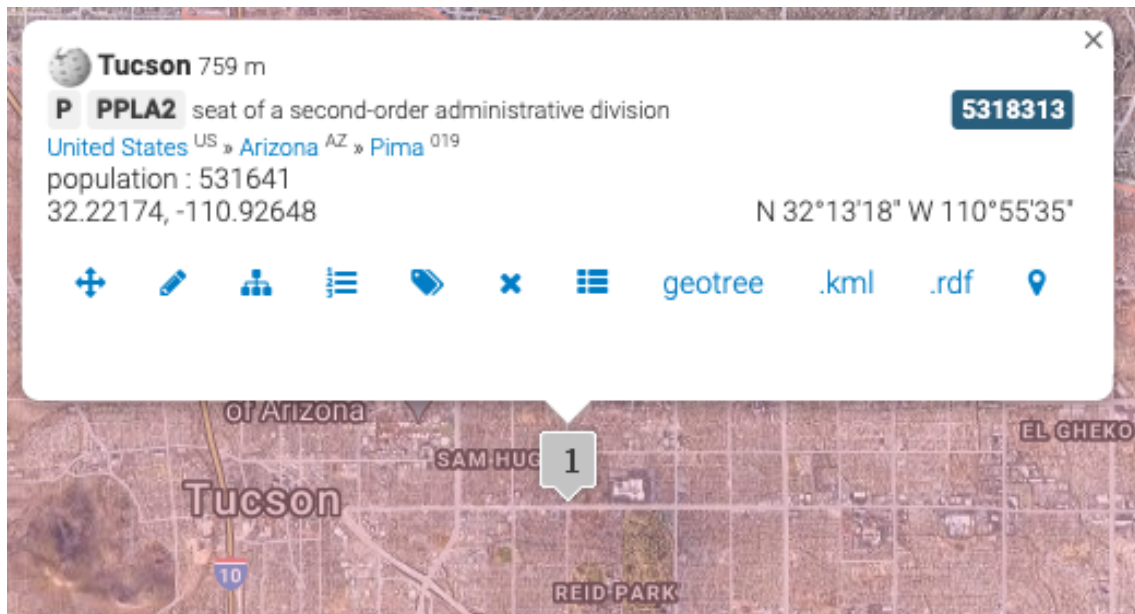 Tucson 759 m
P PPLA2 seat of a second-order administrative division 5318313
United States US » Arizona AZ » Pima 019
population : 531641
32.22174, -110.92648 N 32°13'18" W 110°55'35"
geotree .kml .rdf
of Arizona
EL GHEKO
SAM HUG
1
Tucson
10
REID PARK